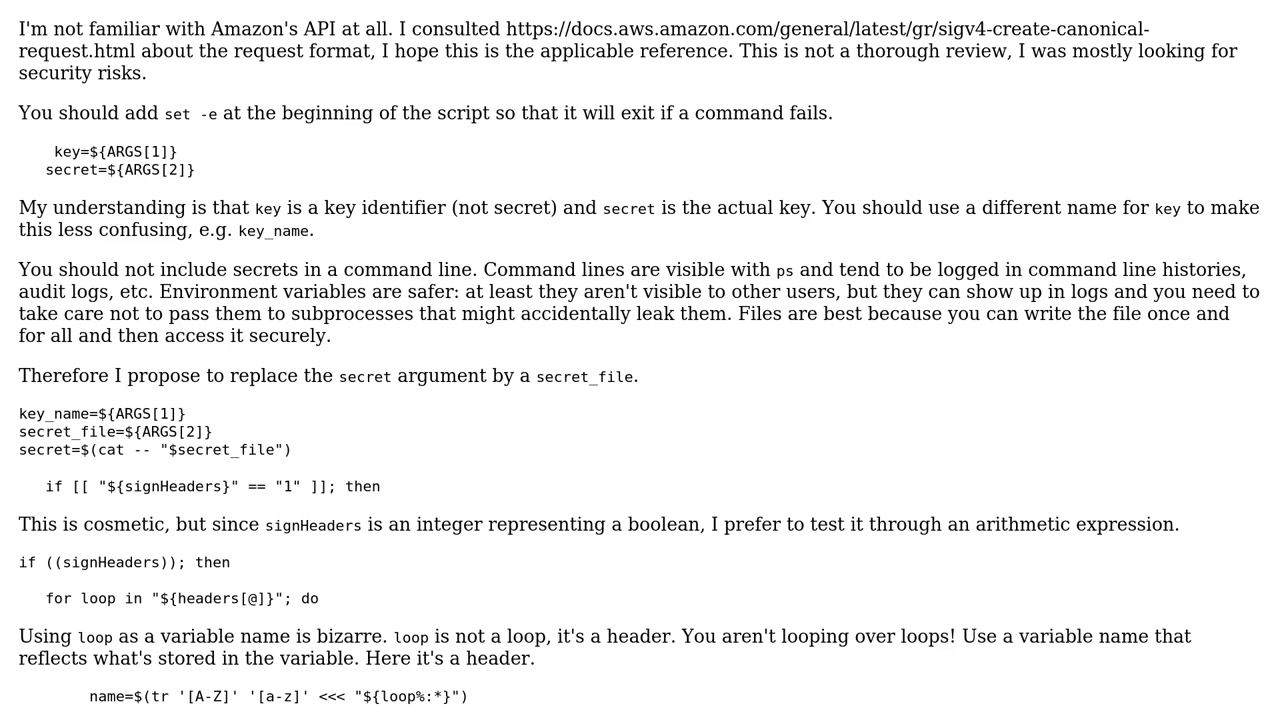 I'm not familiar with Amazon's API at all. I consulted https://docs.aws.amazon.com/general/latest/gr/sigv4-create-canonical-
request.html about the request format, I hope this is the applicable reference. This is not a thorough review, I was mostly looking for
security risks.
You should add set -e at the beginning of the script so that it will exit if a command fails.
key=${ARGS[1]}
secret=${ARGS[2]}
My understanding is that key is a key identifier (not secret) and secret is the actual key. You should use a different name for key to make
this less confusing, e.g. key_name.
You should not include secrets in a command line. Command lines are visible with ps and tend to be logged in command line histories,
audit logs, etc. Environment variables are safer: at least they aren't visible to other users, but they can show up in logs and you need to
take care not to pass them to subprocesses that might accidentally leak them. Files are best because you can write the file once and
for all and then access it securely.
Therefore I propose to replace the secret argument by a secret_file.
key_name=${ARGS[1]}
secret_file=${ARGS[2]}
secret=$(cat -- "$secret_file")
if [[ "${signHeaders}" == "1" ]]; then
This is cosmetic, but since signHeaders is an integer representing a boolean, I prefer to test it through an arithmetic expression.
if ((signHeaders)); then
for loop in "${headers[@]}"; do
Using loop as a variable name is bizarre. loop is not a loop, it's a header. You aren't looping over loops! Use a variable name that
reflects what's stored in the variable. Here it's a header.
name=$(tr '[A-Z]' '[a-z]' <<< "${loop%:*}")